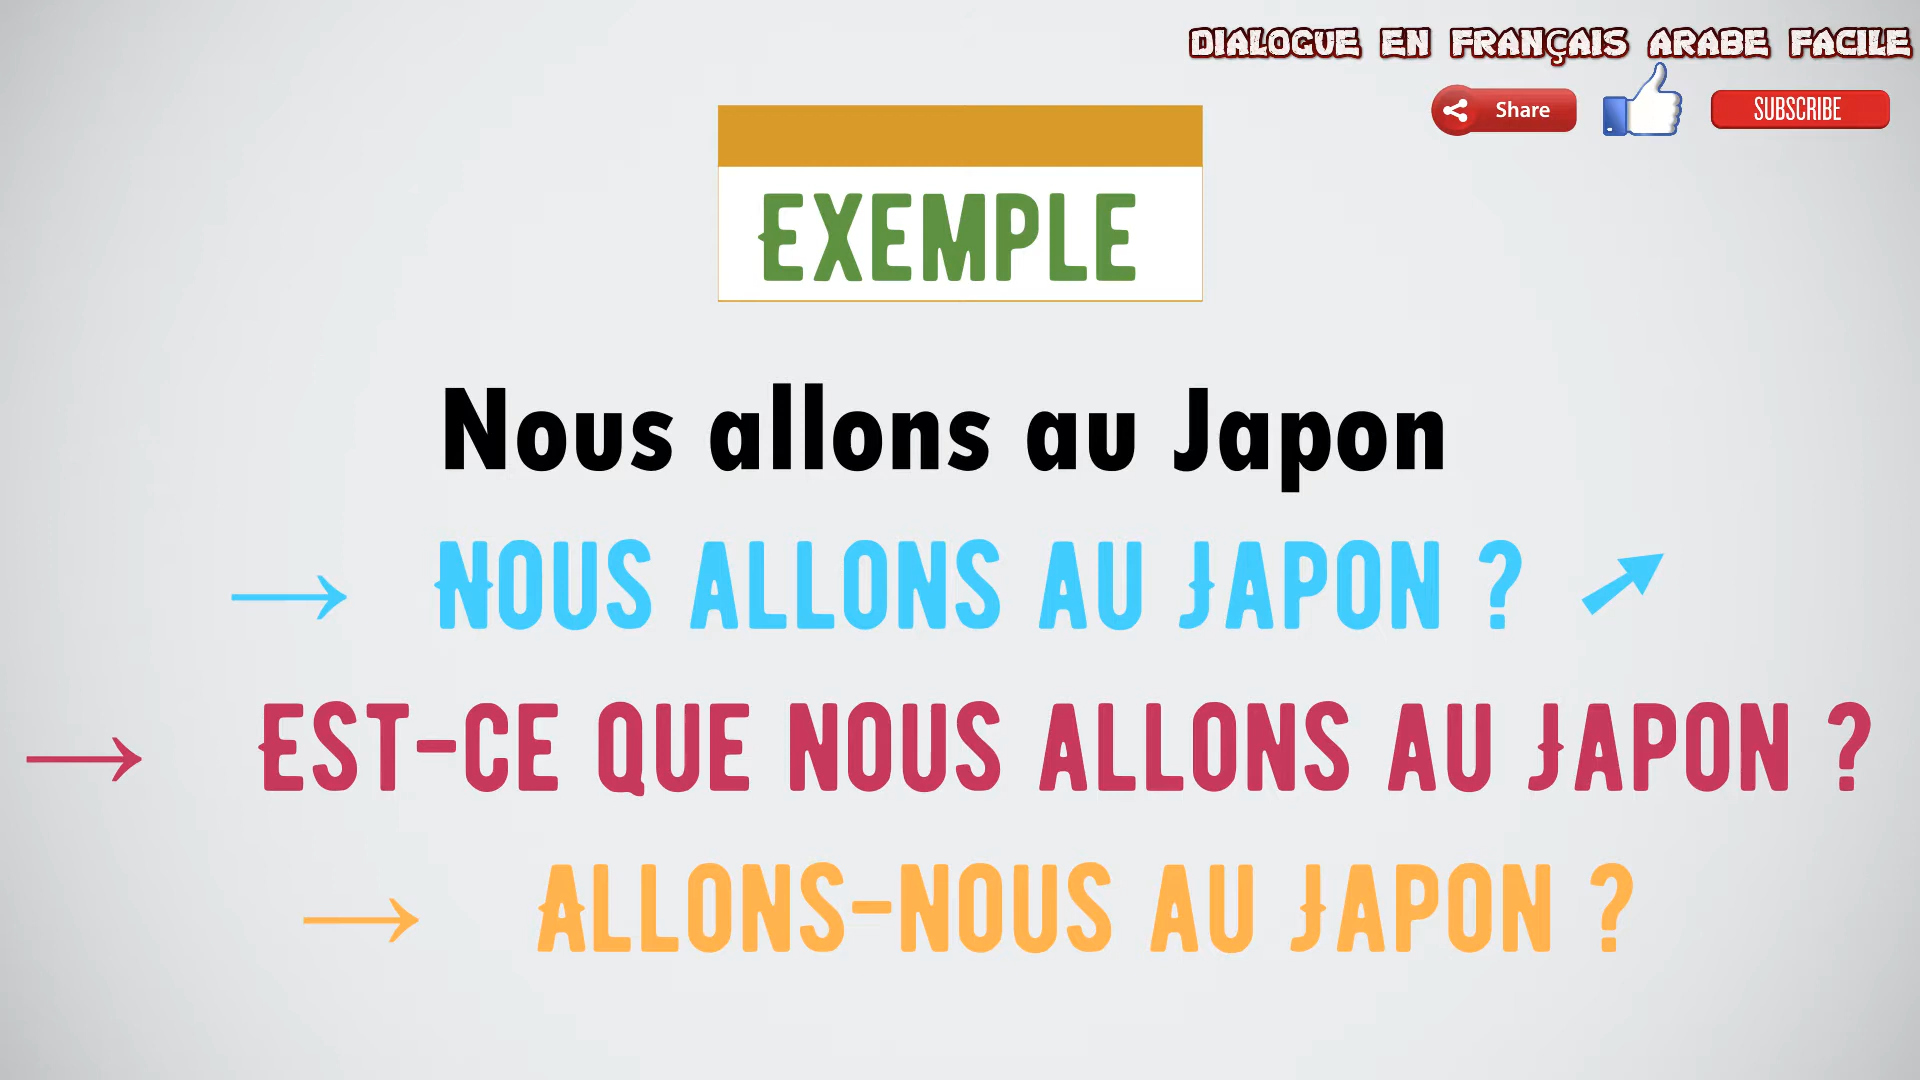 DIALOGUE EN FRANÇAIS ARABE FACILE
Share
SUBSCRIBE
EXEMPLE
Nous allons au Japon
→ Nous allons au Japon ? ↗
→ Est-ce que nous allons au Japon ?
→ Allons-nous au Japon ?